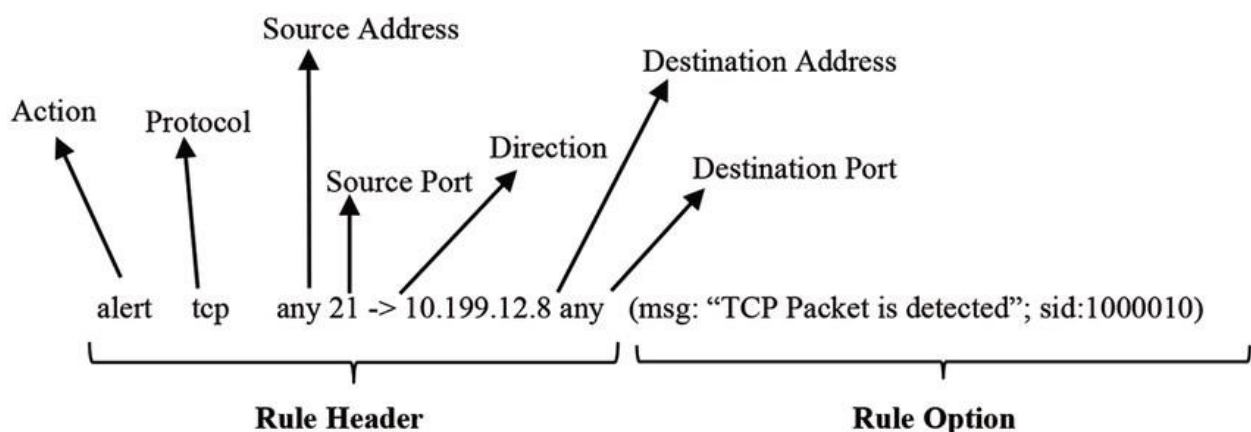 Source Address
Destination Address
Action
Protocol
Direction
Source Port
Destination Port
alert tcp any 21 -> 10.199.12.8 any (msg: “TCP Packet is detected”; sid:1000010)
Rule Header
Rule Option